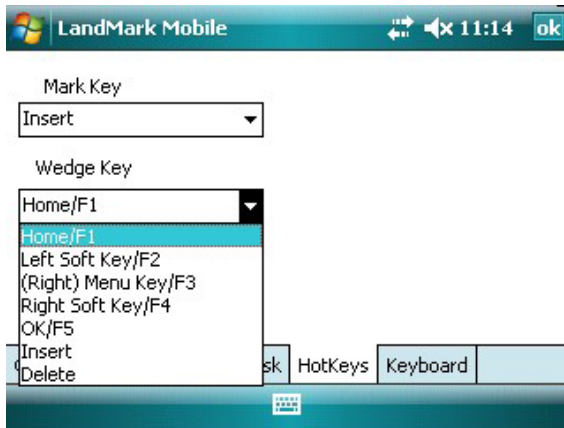 LandMark Mobile 11:14 ok
Mark Key
Insert
Wedge Key
Home/F1
Home/F1
Left Soft Key/F2
(Right) Menu Key/F3
Right Soft Key/F4
OK/F5
Insert
Delete
HotKeys Keyboard